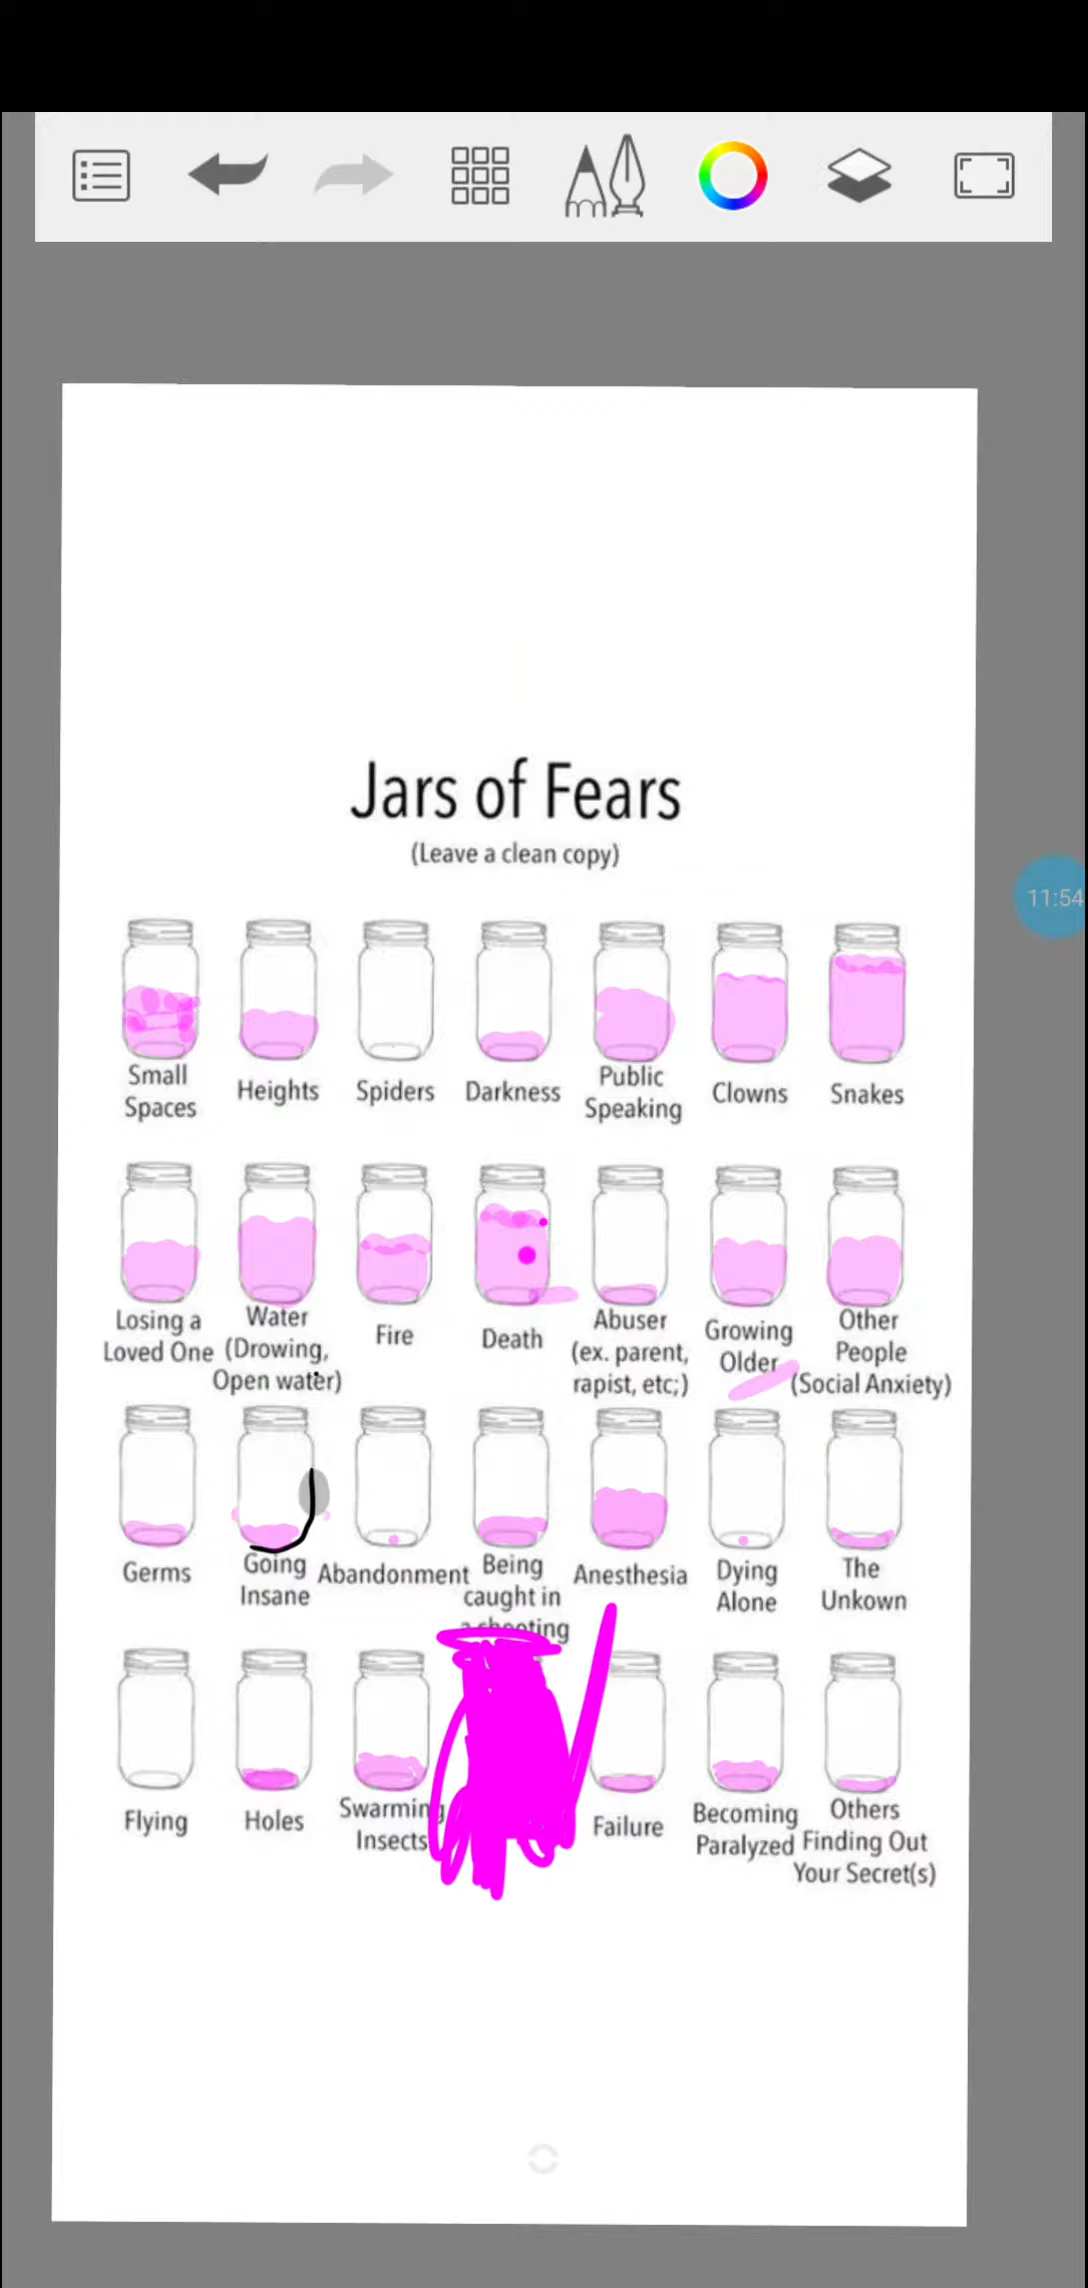 11:54
Jars of Fears
(Leave a clean copy)
Small
Spaces
Heights
Spiders
Darkness
Public
Speaking
Clowns
Snakes
Losing a
Loved One
Water
(Drowing,
Open water)
Fire
Death
Abuser
(ex. parent,
rapist, etc;)
Growing
Older
Other
People
(Social Anxiety)
Germs
Going
Insane
Abandonment
Being
caught in
a shooting
Anesthesia
Dying
Alone
The
Unkown
Flying
Holes
Swarming
Insects
Failure
Becoming
Paralyzed
Others
Finding Out
Your Secret(s)